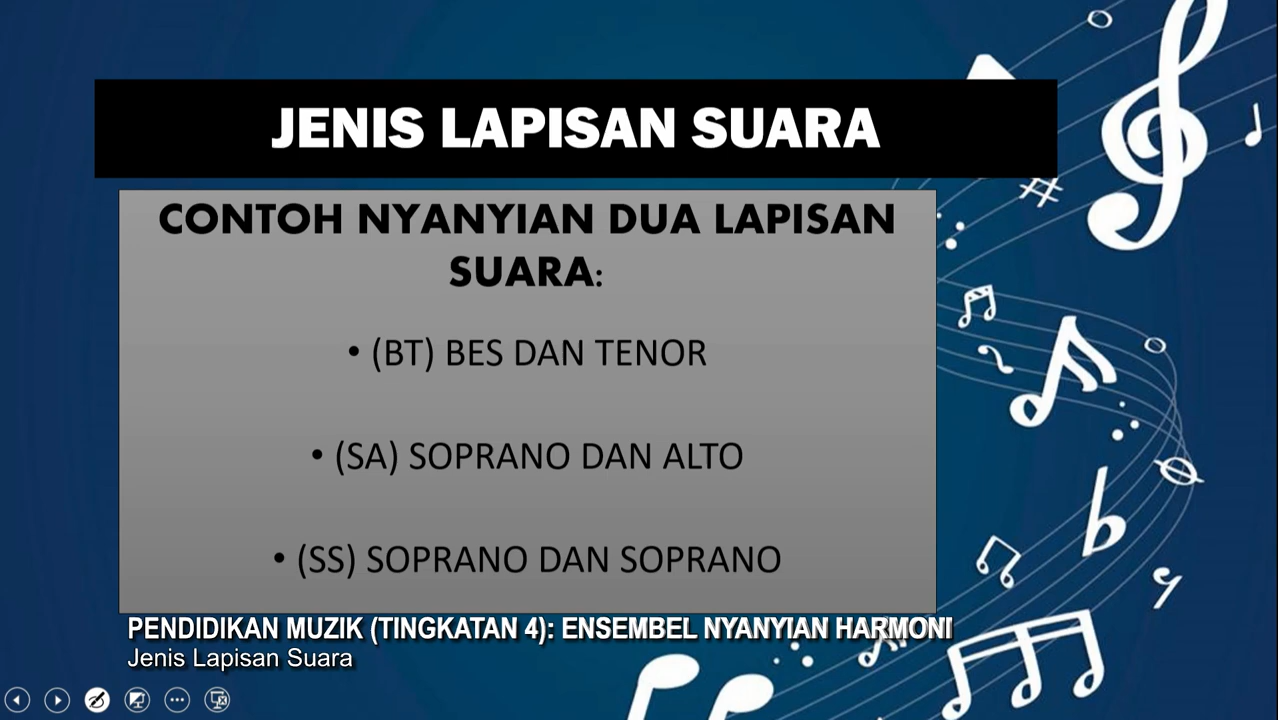 JENIS LAPISAN SUARA
CONTOH NYANYIAN DUA LAPISAN
SUARA:
• (BT) BES DAN TENOR
• (SA) SOPRANO DAN ALTO
• (SS) SOPRANO DAN SOPRANO
PENDIDIKAN MUZIK (TINGKATAN 4): ENSEMBEL NYANYIAN HARMONI
Jenis Lapisan Suara